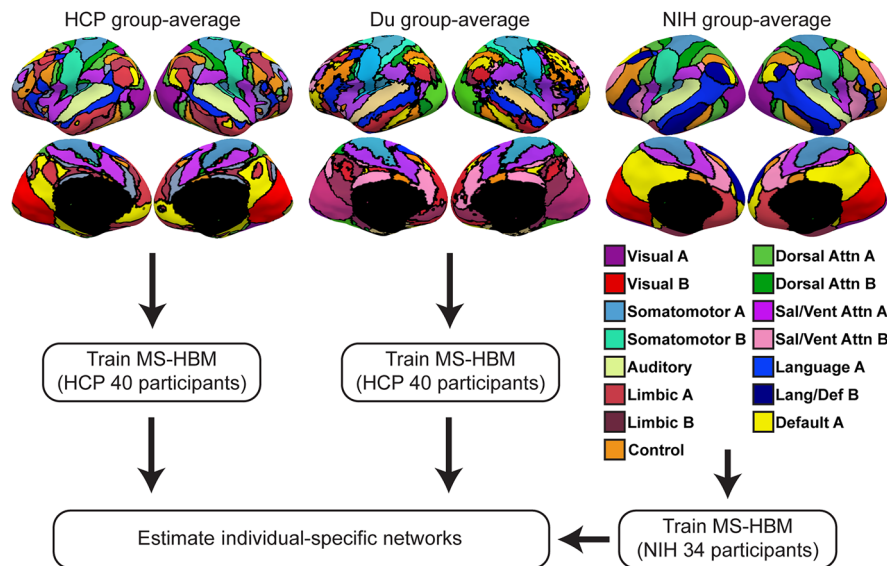 HCP group-average
Du group-average
NIH group-average
Visual A
Visual B
Somatomotor A
Somatomotor B
Auditory
Limbic A
Limbic B
Control
Dorsal Attn A
Dorsal Attn B
Sal/Vent Attn A
Sal/Vent Attn B
Language A
Lang/Def B
Default A
Train MS-HBM
(HCP 40 participants)
Train MS-HBM
(HCP 40 participants)
Estimate individual-specific networks
Train MS-HBM
(NIH 34 participants)